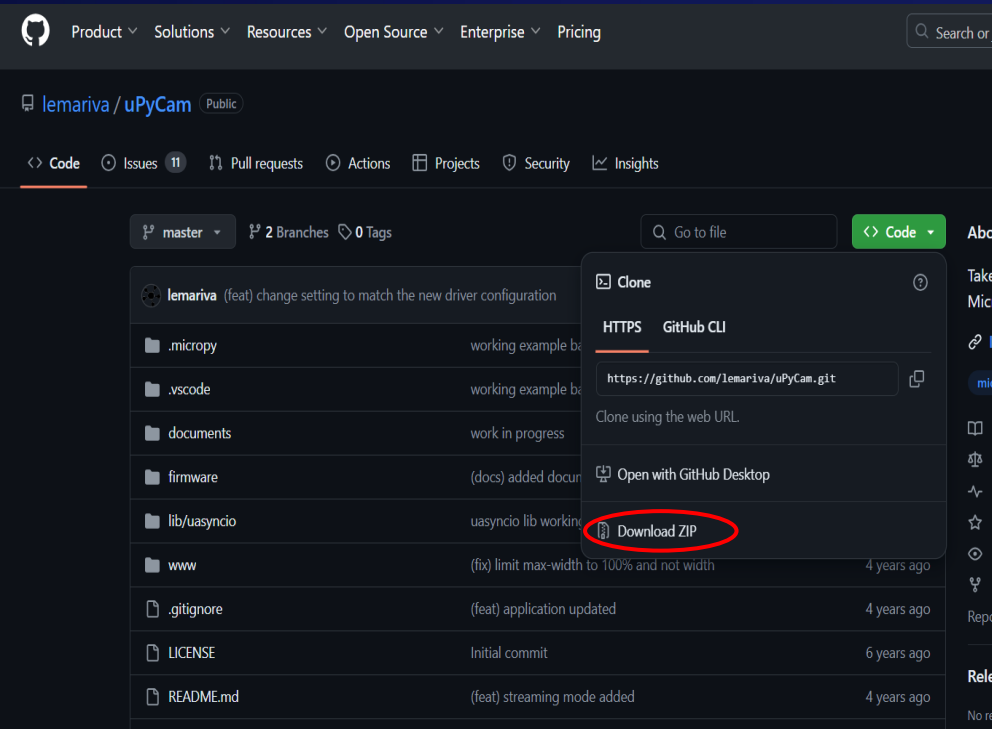 Product Solutions Resources Open Source Enterprise Pricing Search or
lemariva / uPyCam Public
Code Issues 11 Pull requests Actions Projects Security Insights
master 2 Branches 0 Tags Go to file Code
lemariva (feat) change setting to match the new driver configuration
.micropy working example ba
.vscode working example ba
documents work in progress
firmware (docs) added docum
lib/uasyncio uasyncio lib working
www (fix) limit max-width to 100% and not width 4 years ago
.gitignore (feat) application updated 4 years ago
LICENSE Initial commit 6 years ago
README.md (feat) streaming mode added 4 years ago
Clone
HTTPS GitHub CLI
https://github.com/lemariva/uPyCam.git
Clone using the web URL.
Open with GitHub Desktop
Download ZIP
Abo
Take
Mic
mic
Repo
Rele
No re